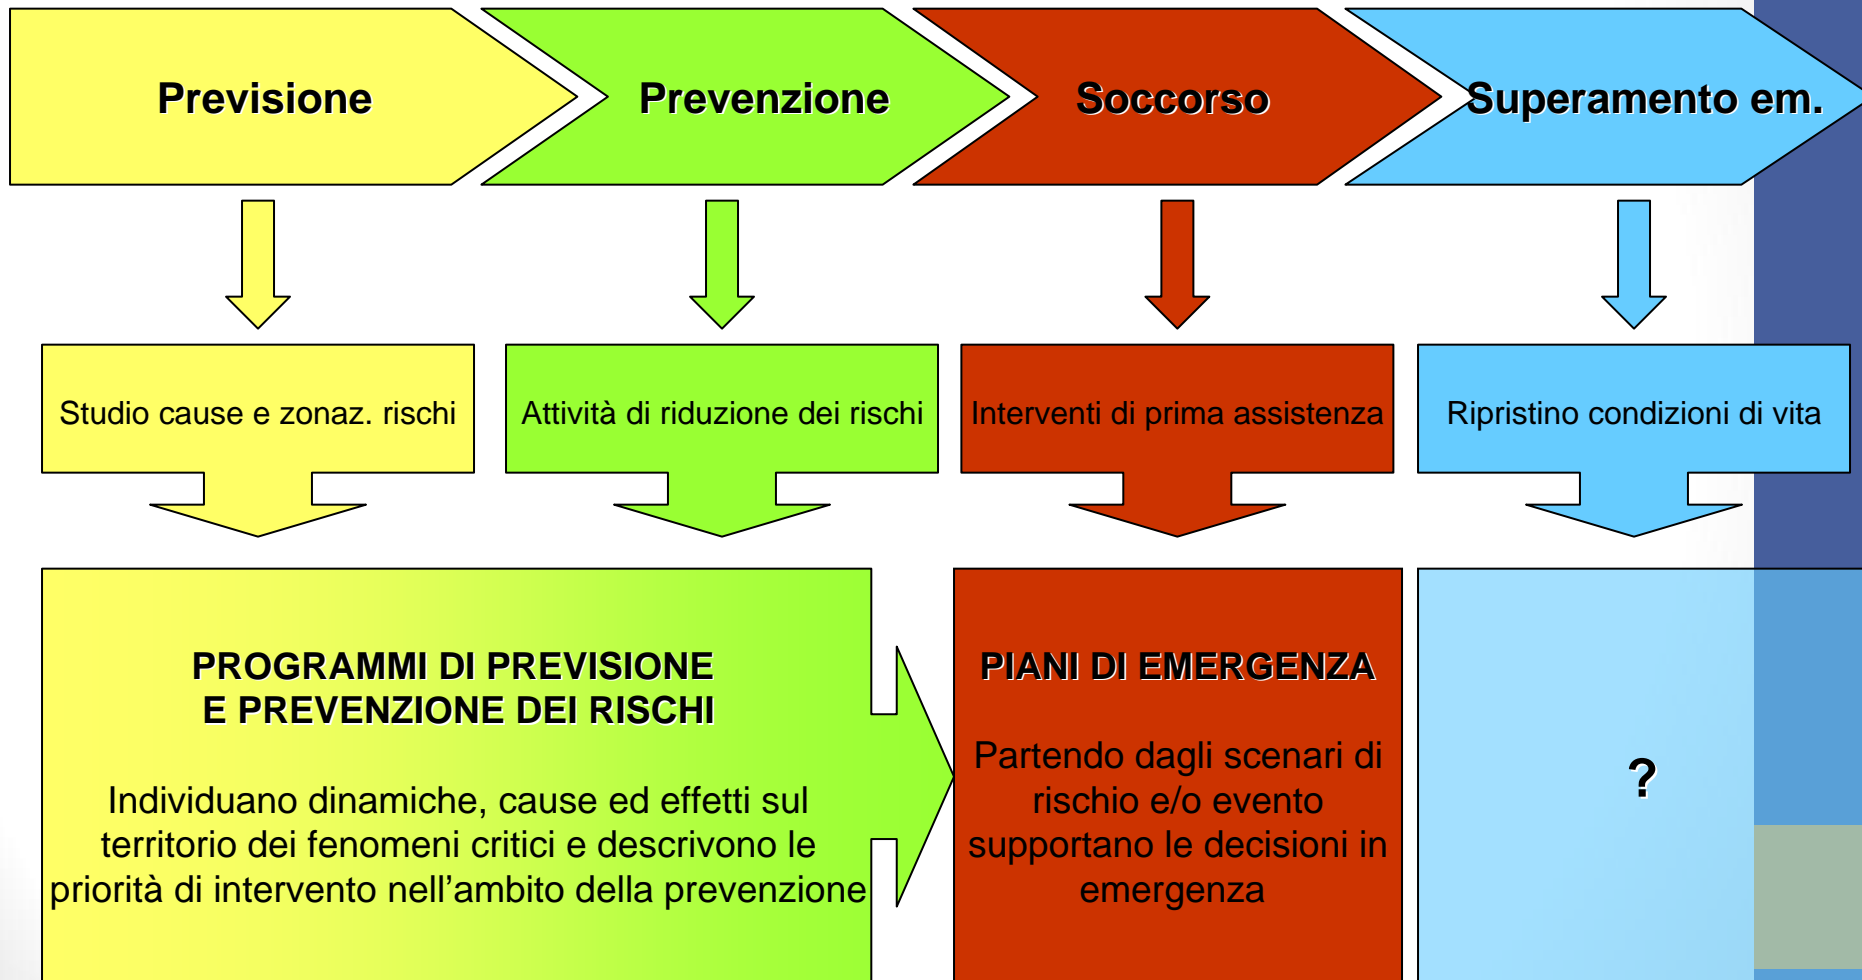 Previsione
Prevenzione
Soccorso
Superamento em.
Studio cause e zonaz. rischi
Attività di riduzione dei rischi
Interventi di prima assistenza
Ripristino condizioni di vita
PROGRAMMI DI PREVISIONE
E PREVENZIONE DEI RISCHI
Individuano dinamiche, cause ed effetti sul
territorio dei fenomeni critici e descrivono le
priorità di intervento nell’ambito della prevenzione
PIANI DI EMERGENZA
Partendo dagli scenari di
rischio e/o evento
supportano le decisioni in
emergenza
?